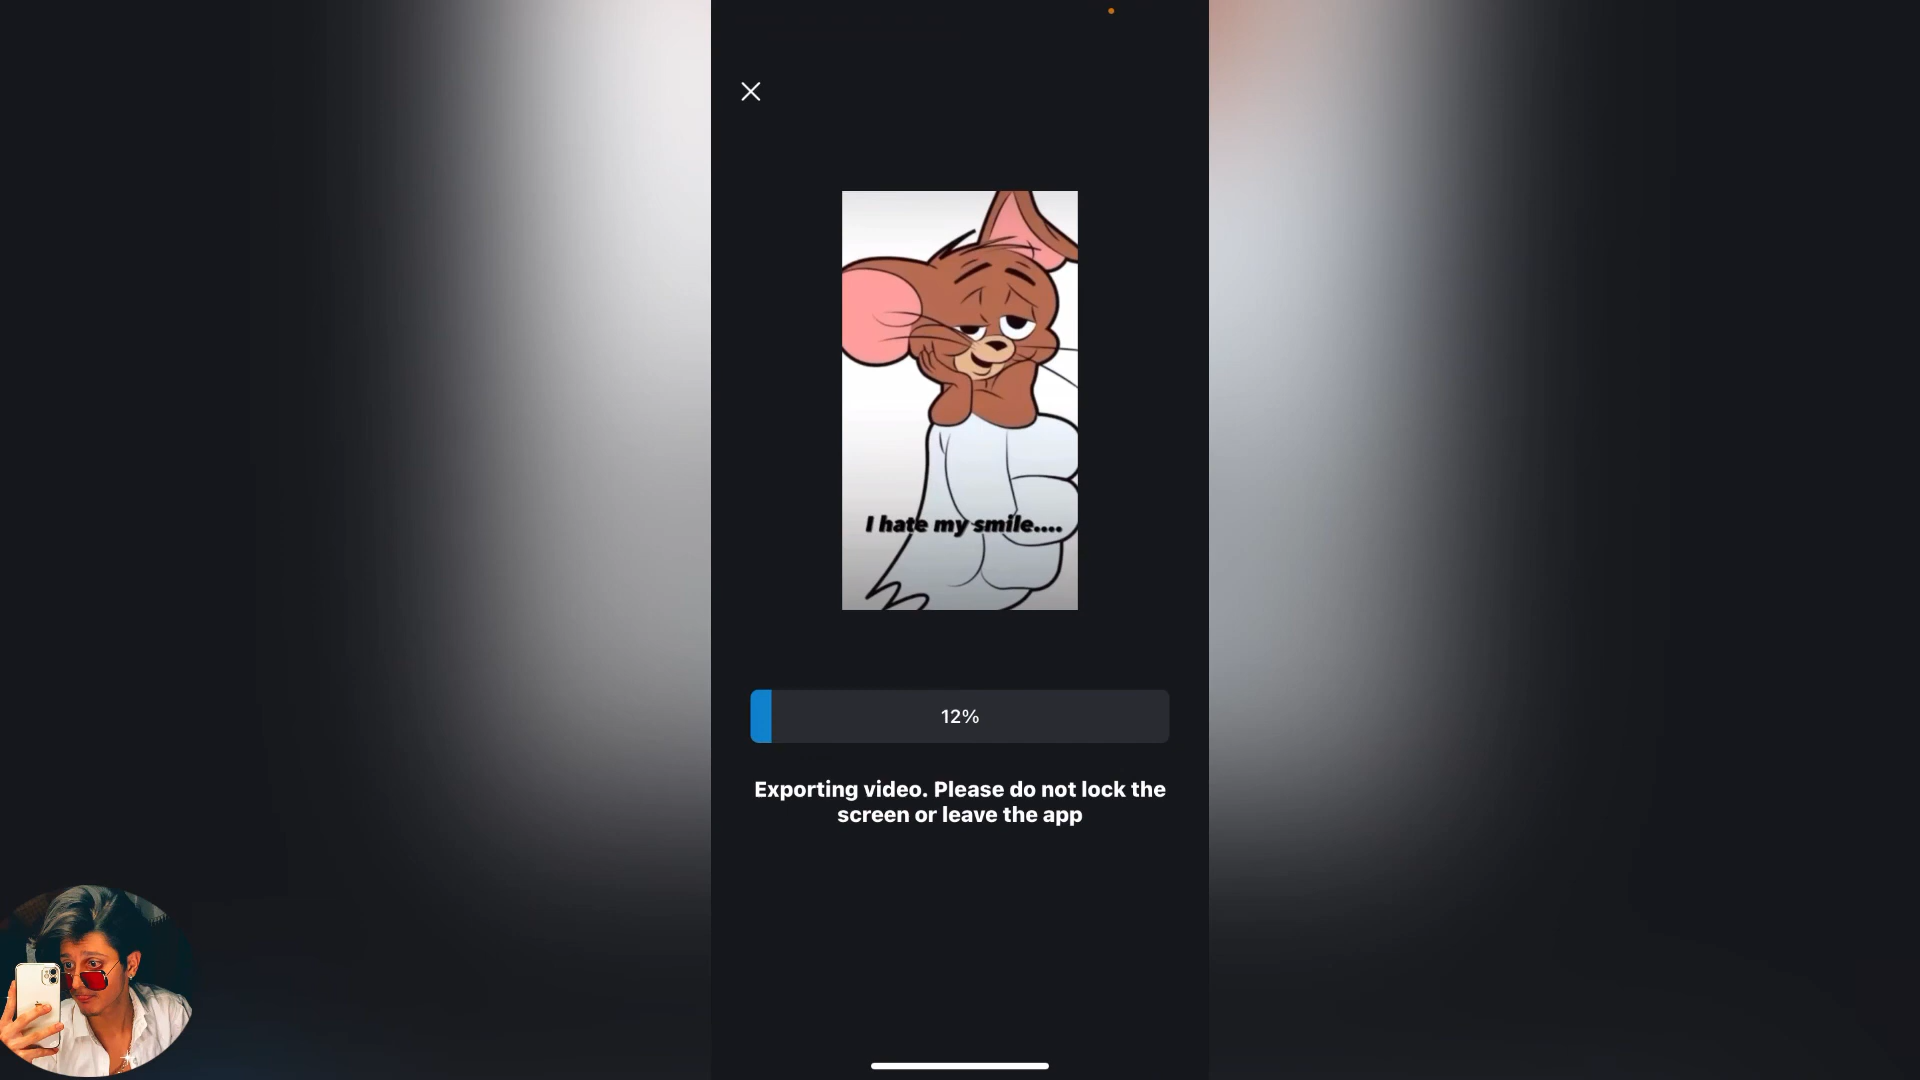 I hate my smile....
12%
Exporting video. Please do not lock the
screen or leave the app